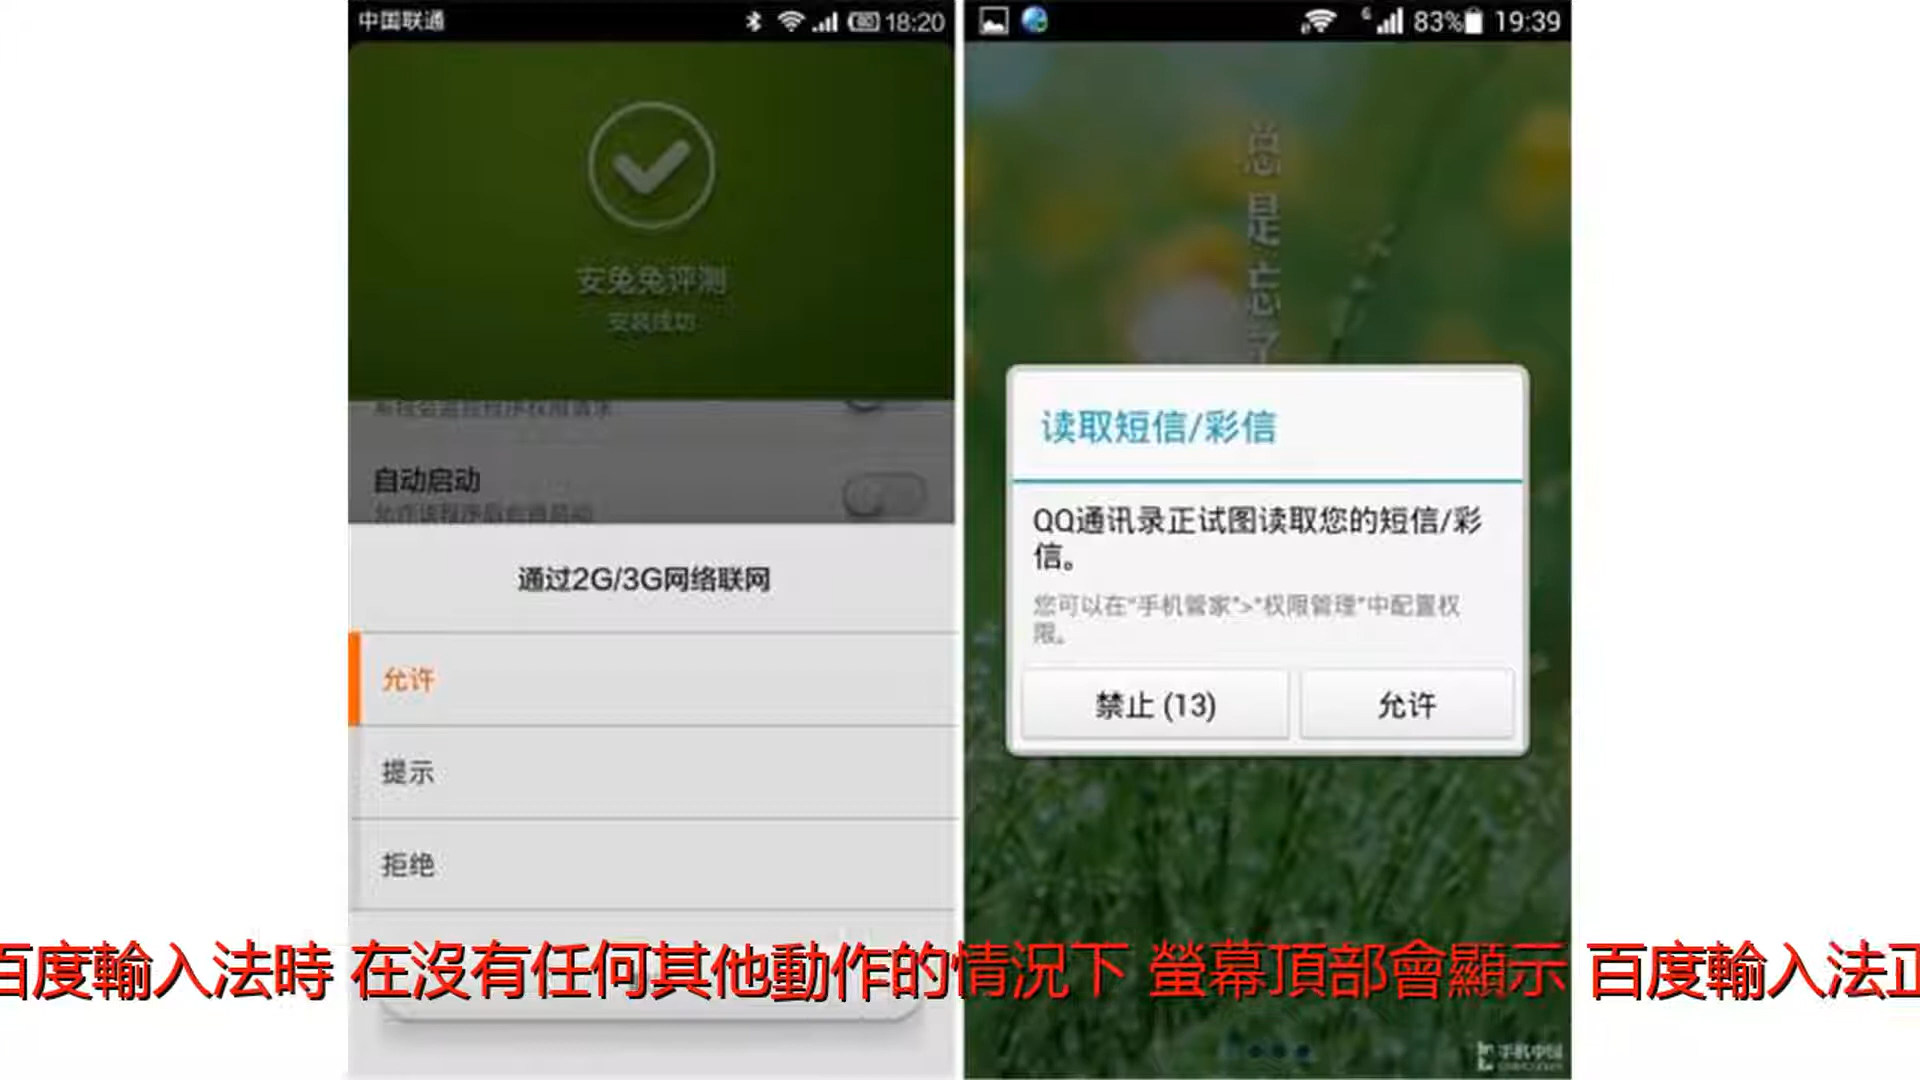 中国联通
18:20
安兔兔评测
安装成功
自动启动
通过2G/3G网络联网
允许
提示
拒绝
83% 19:39
总是忘了
读取短信/彩信
QQ通讯录正试图读取您的短信/彩
信。
您可以在“手机管家”>“权限管理”中配置权
限。
禁止 (13)
允许
百度輸入法時 在沒有任何其他動作的情況下 螢幕頂部會顯示 百度輸入法正
手机中国